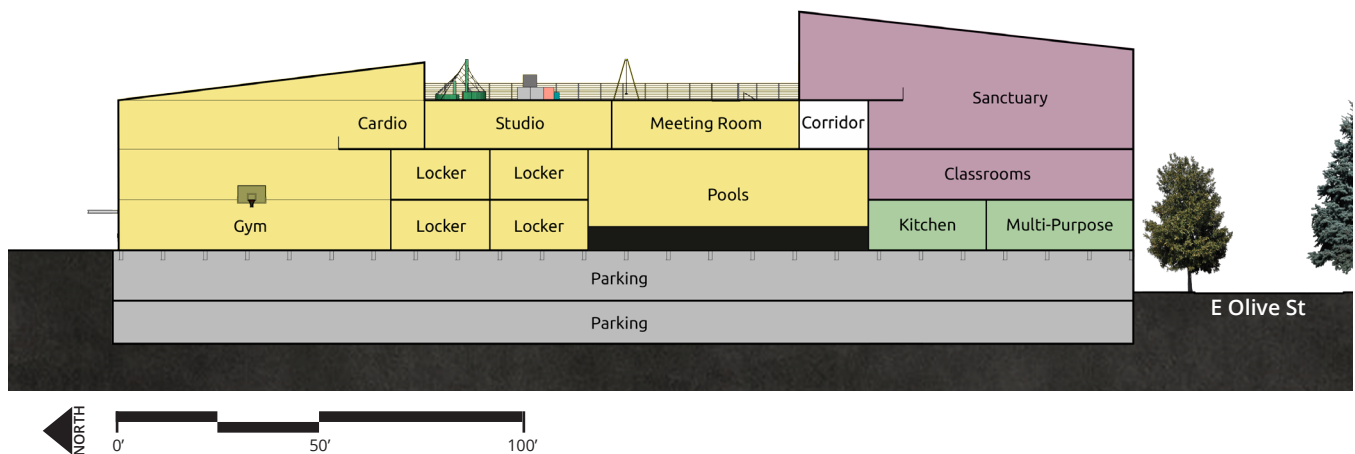 Sanctuary
Cardio
Studio
Meeting Room
Corridor
Locker
Locker
Classrooms
Pools
Gym
Locker
Locker
Kitchen
Multi-Purpose
Parking
E Olive St
Parking
NORTH
0'
50'
100'